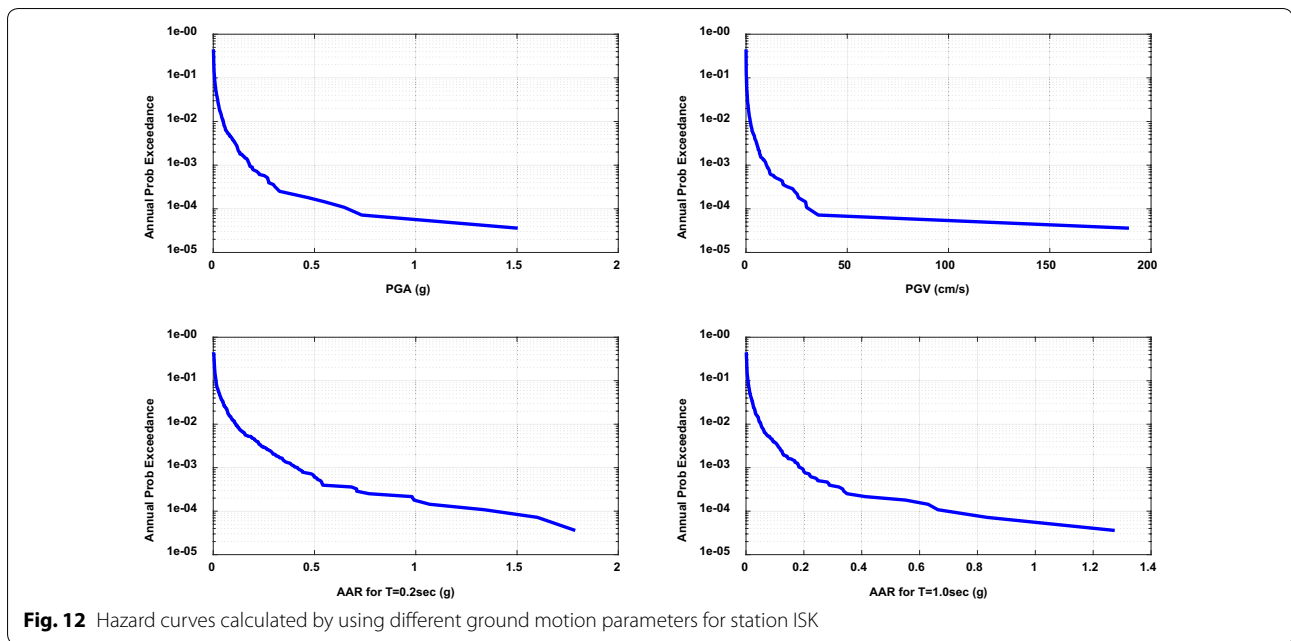 1e-00
1e-01
1e-02
1e-03
1e-04
1e-05
Annual Prob Exceedance
0 0.5 1 1.5 2
PGA (g)
1e-00
1e-01
1e-02
1e-03
1e-04
1e-05
Annual Prob Exceedance
0 50 100 150 200
PGV (cm/s)
1e-00
1e-01
1e-02
1e-03
1e-04
1e-05
Annual Prob Exceedance
0 0.5 1 1.5 2
AAR for T=0.2sec (g)
1e-00
1e-01
1e-02
1e-03
1e-04
1e-05
Annual Prob Exceedance
0 0.2 0.4 0.6 0.8 1 1.2 1.4
AAR for T=1.0sec (g)
Fig. 12 Hazard curves calculated by using different ground motion parameters for station ISK